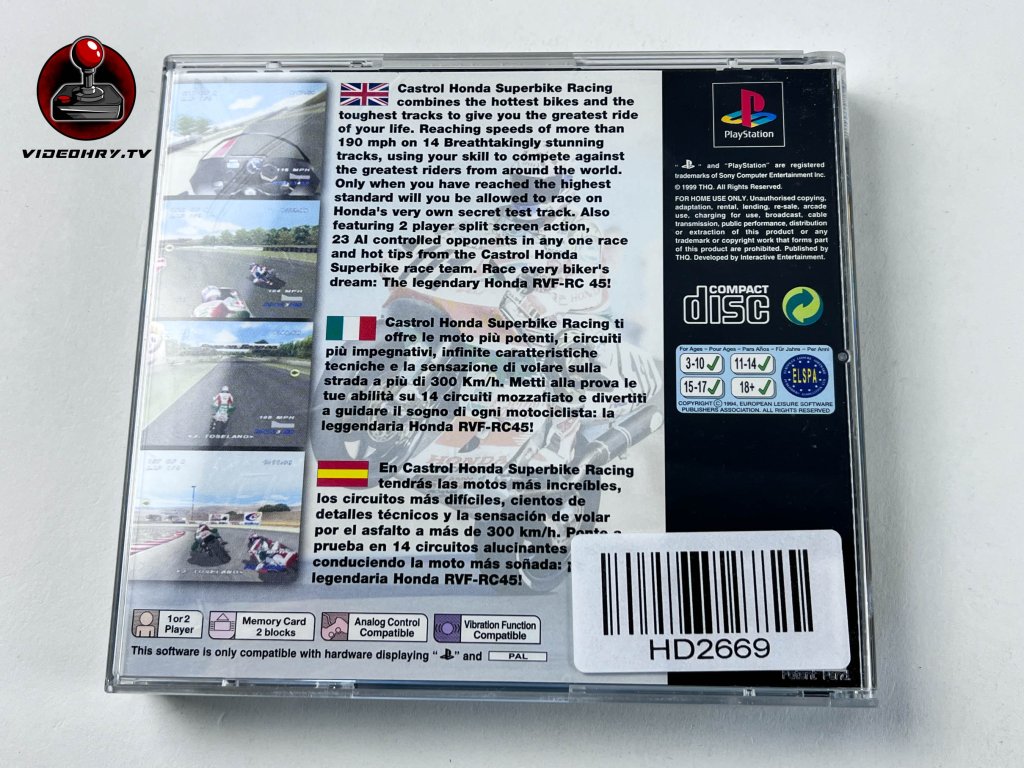 VIDEOHRY.TV
Castrol Honda Superbike Racing
combines the hottest bikes and the
toughest tracks to give you the greatest ride
of your life. Reaching speeds of more than
190 mph on 14 Breathtakingly stunning
tracks, using your skill to compete against
the greatest riders from around the world.
Only when you have reached the highest
standard will you be allowed to race on
Honda's very own secret test track. Also
featuring 2 player split screen action,
23 AI controlled opponents in any one race
and hot tips from the Castrol Honda
Superbike race team. Race every biker's
dream: The legendary Honda RVF-RC 45!
Castrol Honda Superbike Racing ti
offre le moto più potenti, i circuiti
più impegnativi, infinite caratteristiche
tecniche e la sensazione di volare sulla
strada a più di 300 Km/h. Metti alla prova le
tue abilità su 14 circuiti mozzafiato e divertiti
a guidare il sogno di ogni motociclista: la
leggendaria Honda RVF-RC45!
En Castrol Honda Superbike Racing
tendrás las motos más increíbles,
los circuitos más difíciles, cientos de
detalles técnicos y la sensación de volar
por el asfalto a más de 300 km/h. Ponte a
prueba en 14 circuitos alucinantes
conduciendo la moto más soñada: ¡
legendaria Honda RVF-RC45!
MPH
MPH
<J. TOSELAND>
<J. TOSELAND>
1 or 2
Player
Memory Card
2 blocks
Analog Control
Compatible
Vibration Function
Compatible
This software is only compatible with hardware displaying " " and PAL
PlayStation
" " and "PlayStation" are registered
trademarks of Sony Computer Entertainment Inc.
© 1999 THQ. All Rights Reserved.
FOR HOME USE ONLY. Unauthorised copying,
adaptation, rental, lending, re-sale, arcade
use, charging for use, broadcast, cable
transmission, public performance, distribution
or extraction of this product or any
trademark or copyright work that forms part
of this product are prohibited. Published by
THQ. Developed by Interactive Entertainment.
COMPACT
disc
For Ages – Pour Ages – Para Años – Für Jahre – Per Anni
3-10 11-14
15-17 18+
ELSPA
COPYRIGHT © 1994, EUROPEAN LEISURE SOFTWARE
PUBLISHERS ASSOCIATION. ALL RIGHTS RESERVED
HD2669